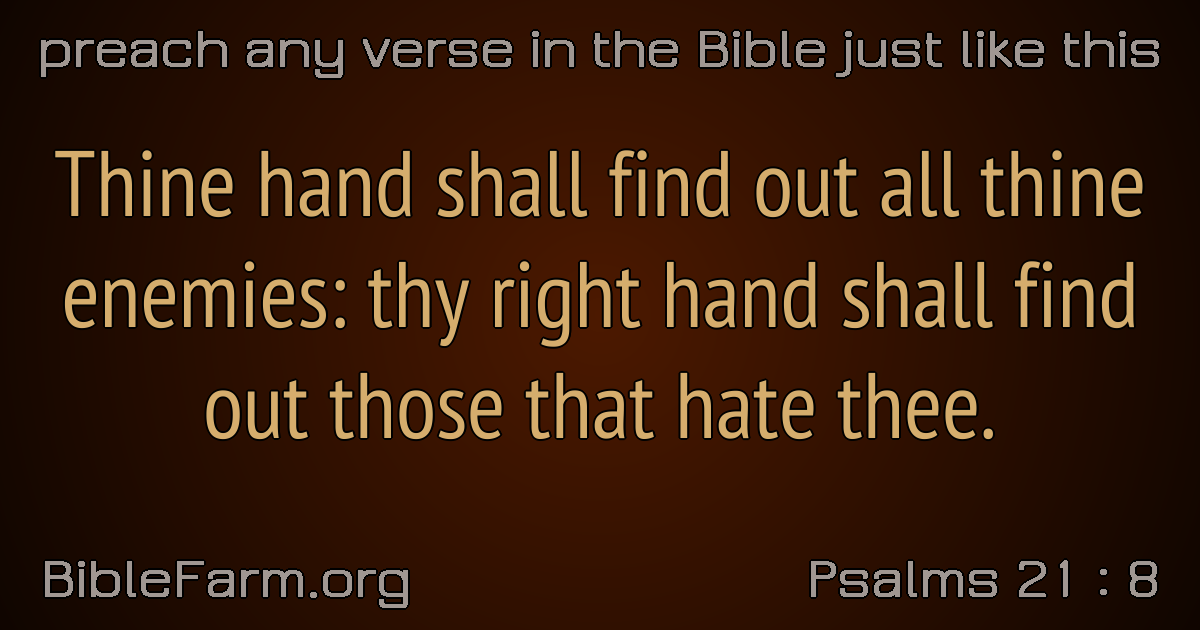 preach any verse in the Bible just like this
Thine hand shall find out all thine
enemies: thy right hand shall find
out those that hate thee.
BibleFarm.org
Psalms 21 : 8